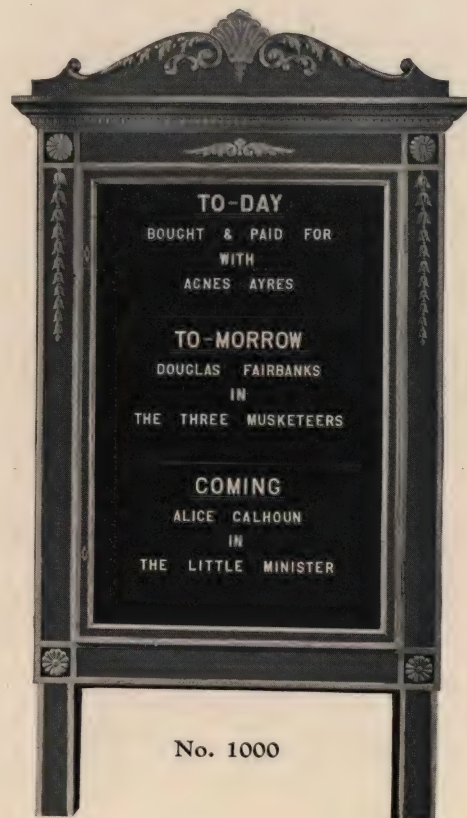 TO-DAY
BOUGHT & PAID FOR
WITH
AGNES AYRES
TO-MORROW
DOUGLAS FAIRBANKS
IN
THE THREE MUSKETEERS
COMING
ALICE CALHOUN
IN
THE LITTLE MINISTER
No. 1000